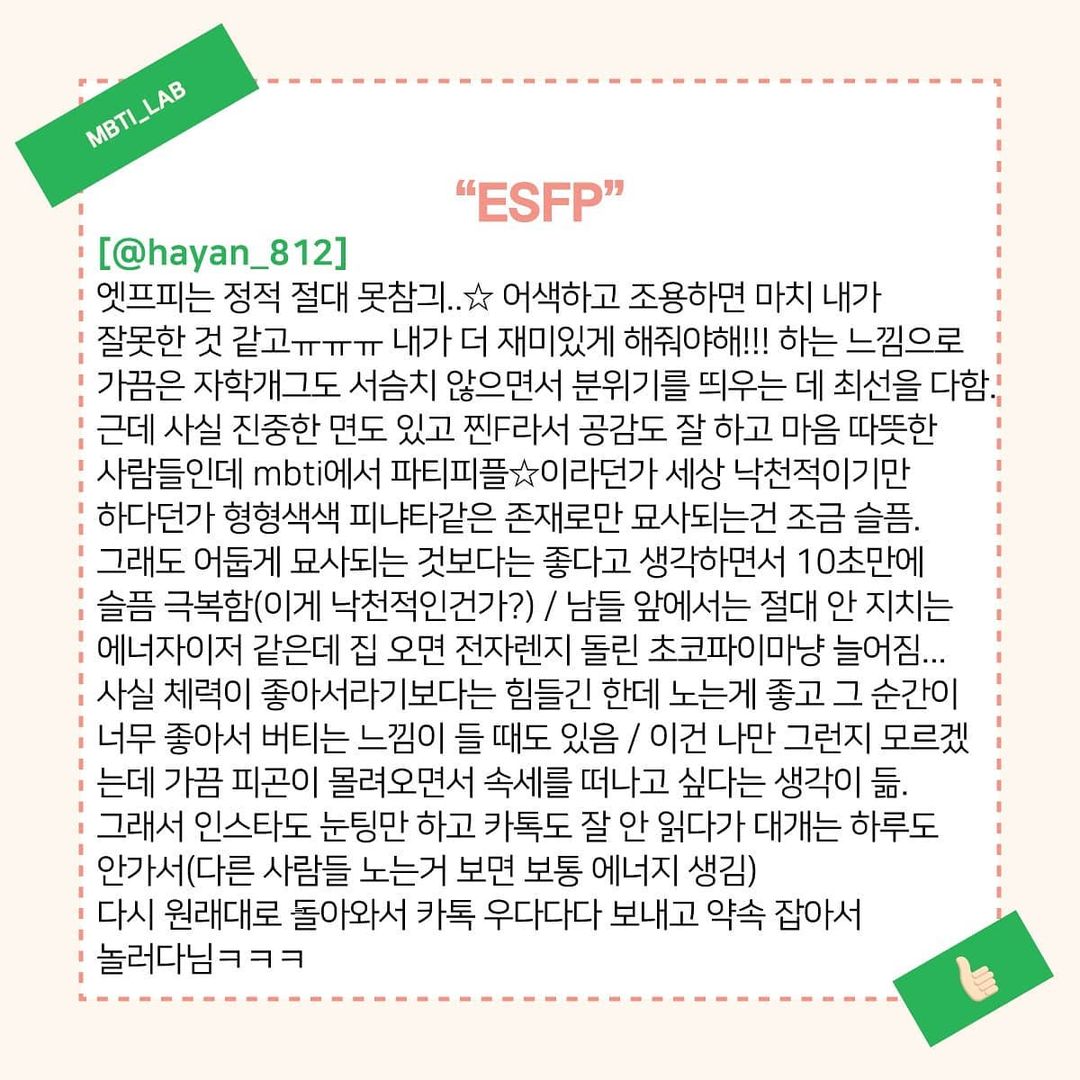 MBTI_LAB
“ESFP”
[@hayan_812]
엣프피는 정적 절대 못참긔..☆ 어색하고 조용하면 마치 내가
잘못한 것 같고ㅠㅠㅠ 내가 더 재미있게 해줘야해!!! 하는 느낌으로
가끔은 자학개그도 서슴치 않으면서 분위기를 띄우는 데 최선을 다함.
근데 사실 진중한 면도 있고 찐F라서 공감도 잘 하고 마음 따뜻한
사람들인데 mbti에서 파티피플☆이라던가 세상 낙천적이기만
하다던가 형형색색 피냐타같은 존재로만 묘사되는건 조금 슬픔.
그래도 어둡게 묘사되는 것보다는 좋다고 생각하면서 10초만에
슬픔 극복함(이게 낙천적인건가?) / 남들 앞에서는 절대 안 지치는
에너자이저 같은데 집 오면 전자렌지 돌린 초코파이마냥 늘어짐...
사실 체력이 좋아서라기보다는 힘들긴 한데 노는게 좋고 그 순간이
너무 좋아서 버티는 느낌이 들 때도 있음 / 이건 나만 그런지 모르겠
는데 가끔 피곤이 몰려오면서 속세를 떠나고 싶다는 생각이 듦.
그래서 인스타도 눈팅만 하고 카톡도 잘 안 읽다가 대개는 하루도
안가서(다른 사람들 노는거 보면 보통 에너지 생김)
다시 원래대로 돌아와서 카톡 우다다다 보내고 약속 잡아서
놀러다님ㅋㅋㅋ